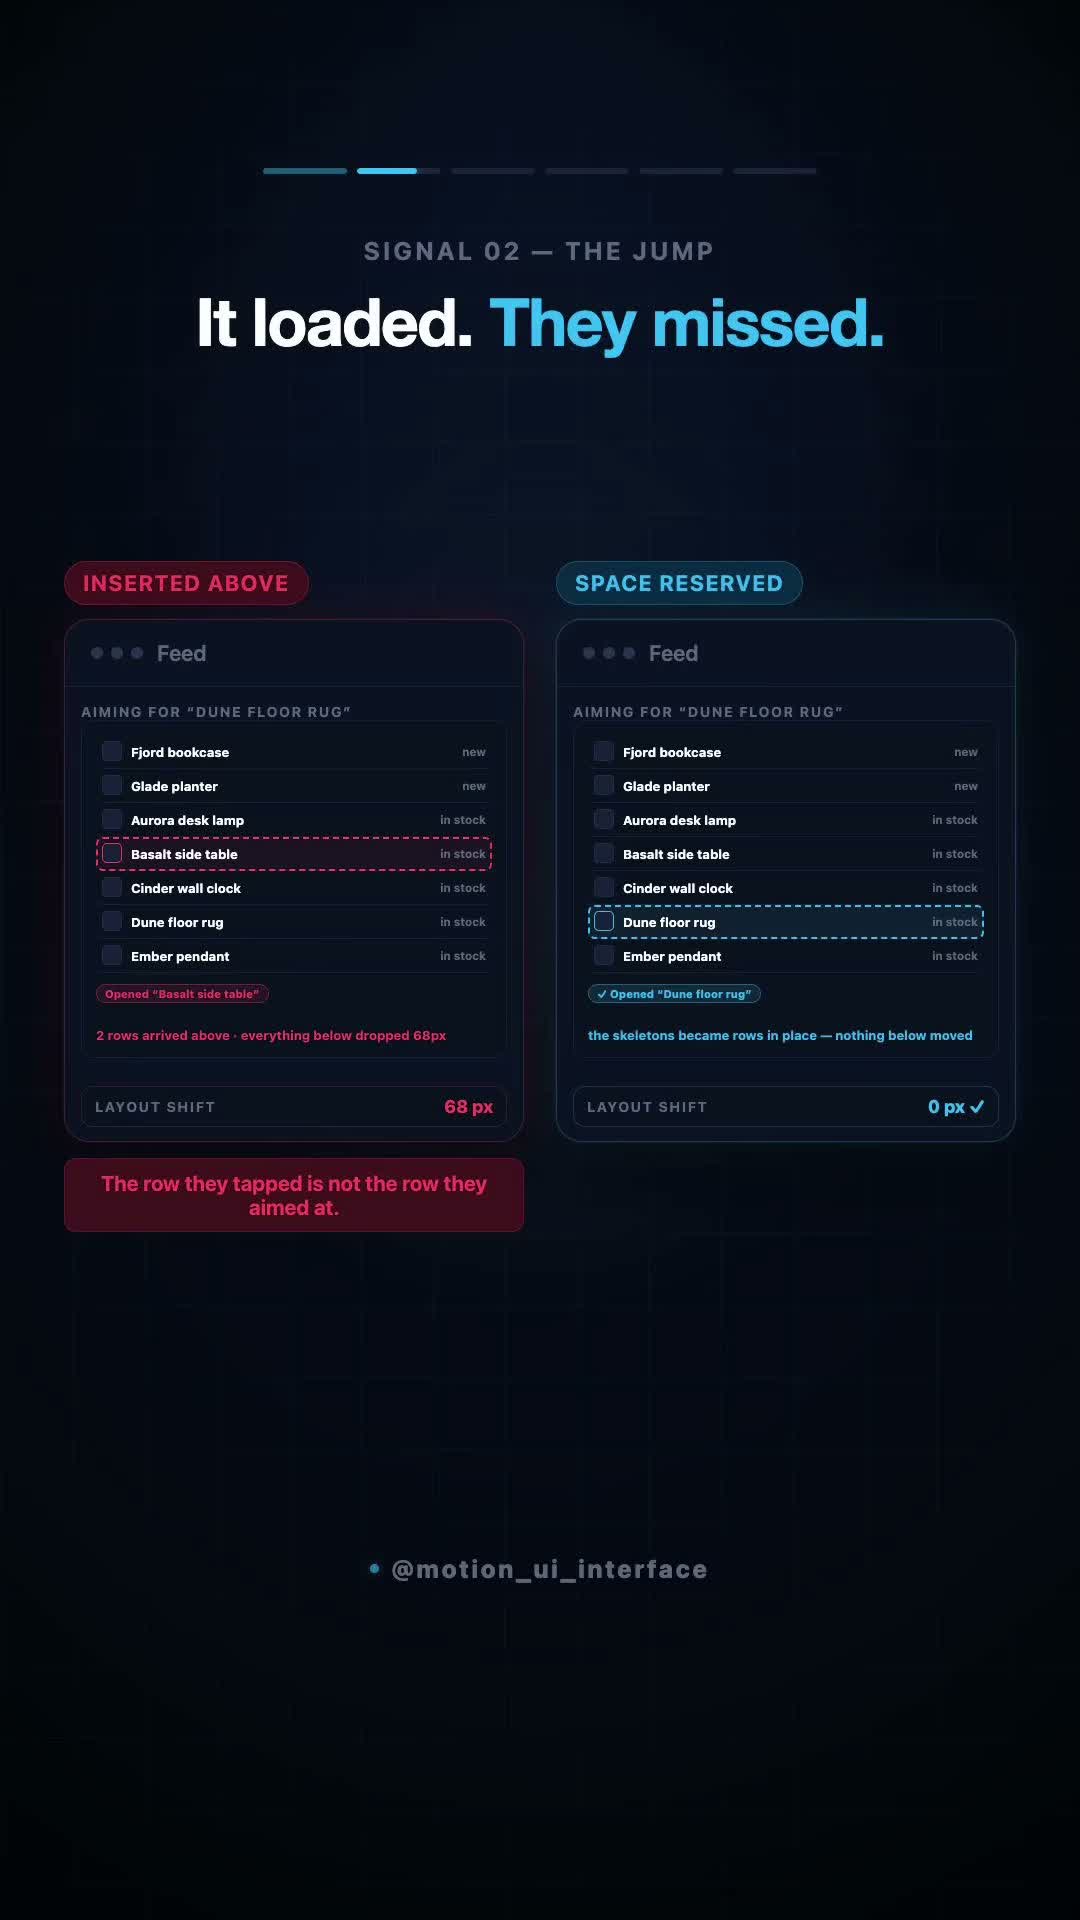 SIGNAL 02 — THE JUMP
It loaded. They missed.
INSERTED ABOVE
Feed
AIMING FOR “DUNE FLOOR RUG”
Fjord bookcase new
Glade planter new
Aurora desk lamp in stock
Basalt side table in stock
Cinder wall clock in stock
Dune floor rug in stock
Ember pendant in stock
Opened “Basalt side table”
2 rows arrived above · everything below dropped 68px
LAYOUT SHIFT 68 px
The row they tapped is not the row they
aimed at.
SPACE RESERVED
Feed
AIMING FOR “DUNE FLOOR RUG”
Fjord bookcase new
Glade planter new
Aurora desk lamp in stock
Basalt side table in stock
Cinder wall clock in stock
Dune floor rug in stock
Ember pendant in stock
✓ Opened “Dune floor rug”
the skeletons became rows in place — nothing below moved
LAYOUT SHIFT 0 px ✓
@motion_ui_interface